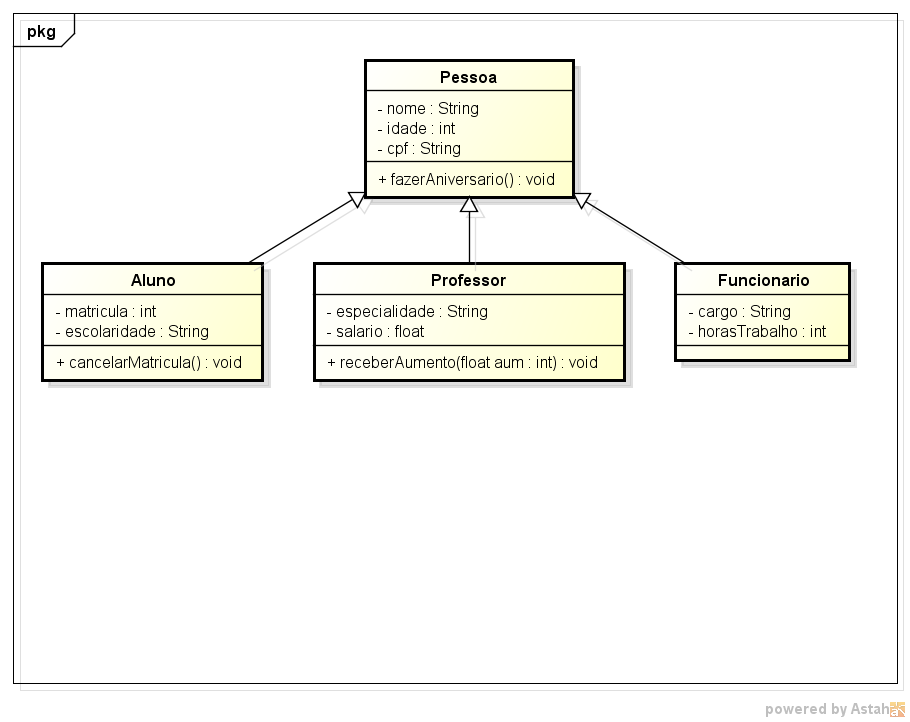 pkg
Pessoa
- nome : String
- idade : int
- cpf : String
+ fazerAniversario() : void
Aluno
- matricula : int
- escolaridade : String
+ cancelarMatricula() : void
Professor
- especialidade : String
- salario : float
+ receberAumento(float aum : int) : void
Funcionario
- cargo : String
- horasTrabalho : int
powered by Astah